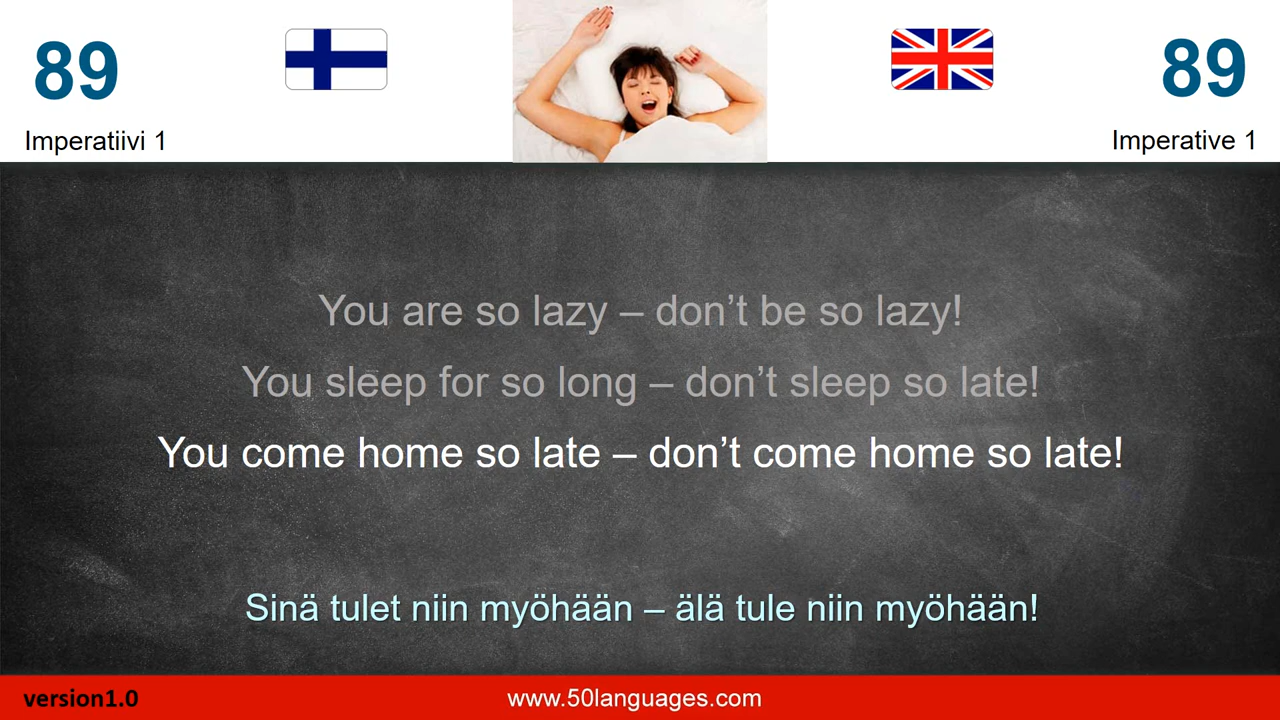 89
89
Imperatiivi 1
Imperative 1
You are so lazy – don’t be so lazy!
You sleep for so long – don’t sleep so late!
You come home so late – don’t come home so late!
Sinä tulet niin myöhään – älä tule niin myöhään!
version1.0
www.50languages.com